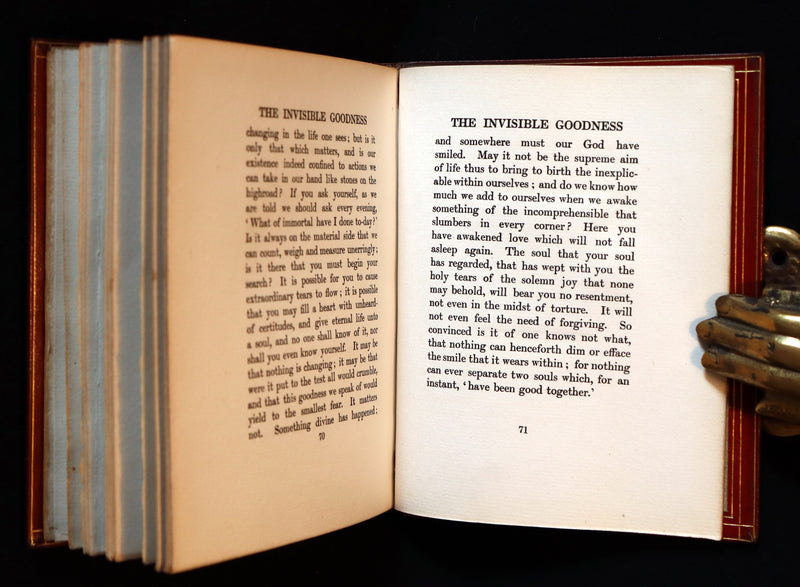 THE INVISIBLE GOODNESS
changing in the life one sees; but is it
only that which matters, and is our
existence indeed confined to actions we
can take in our hand like stones on the
highroad? If you ask yourself, as we
are told we should ask every evening,
‘What of immortal have I done to-day?’
Is it always on the material side that we
can count, weigh and measure unerringly;
is it there that you must begin your
search? It is possible for you to cause
extraordinary tears to flow; it is possible
that you may fill a heart with unheard-
of certitudes, and give eternal life unto
a soul, and no one shall know of it, nor
shall you even know yourself. It may be
that nothing is changing; it may be that
were it put to the test all would crumble,
and that this goodness we speak of would
yield to the smallest fear. It matters
not. Something divine has happened;
70
THE INVISIBLE GOODNESS
and somewhere must our God have
smiled. May it not be the supreme aim
of life thus to bring to birth the inexplic-
able within ourselves; and do we know how
much we add to ourselves when we awake
something of the incomprehensible that
slumbers in every corner? Here you
have awakened love which will not fall
asleep again. The soul that your soul
has regarded, that has wept with you the
holy tears of the solemn joy that none
may behold, will bear you no resentment,
not even in the midst of torture. It will
not even feel the need of forgiving. So
convinced is it of one knows not what,
that nothing can henceforth dim or efface
the smile that it wears within; for nothing
can ever separate two souls which, for an
instant, ‘have been good together.’
71